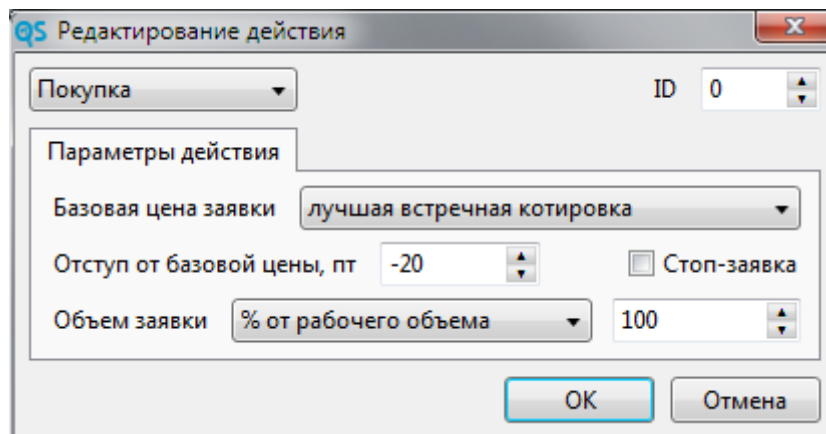 QS Редактирование действия
Покупка ID 0
Параметры действия
Базовая цена заявки лучшая встречная котировка
Отступ от базовой цены, пт -20 Стоп-заявка
Объем заявки % от рабочего объема 100
OK Отмена